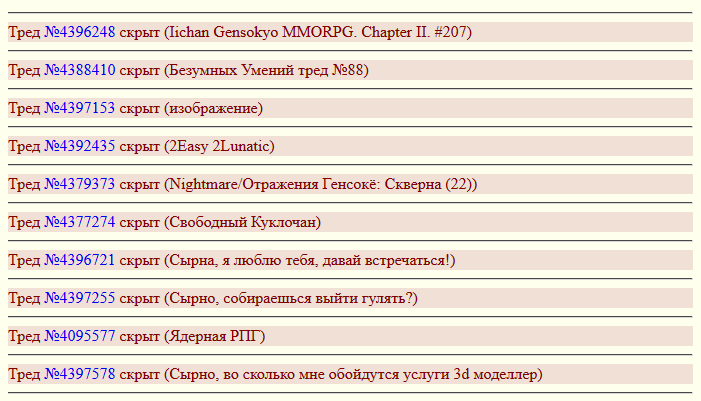 Тред №4396248 скрыт (Iichan Gensokyo MMORPG. Chapter II. #207)
Тред №4388410 скрыт (Безумных Умений тред №88)
Тред №4397153 скрыт (изображение)
Тред №4392435 скрыт (2Easy 2Lunatic)
Тред №4379373 скрыт (Nightmare/Отражения Генсокё: Скверна (22))
Тред №4377274 скрыт (Свободный Куклочан)
Тред №4396721 скрыт (Сырна, я люблю тебя, давай встречаться!)
Тред №4397255 скрыт (Сырно, собираешься выйти гулять?)
Тред №4095577 скрыт (Ядерная РПГ)
Тред №4397578 скрыт (Сырно, во сколько мне обойдутся услуги 3d моделлер)